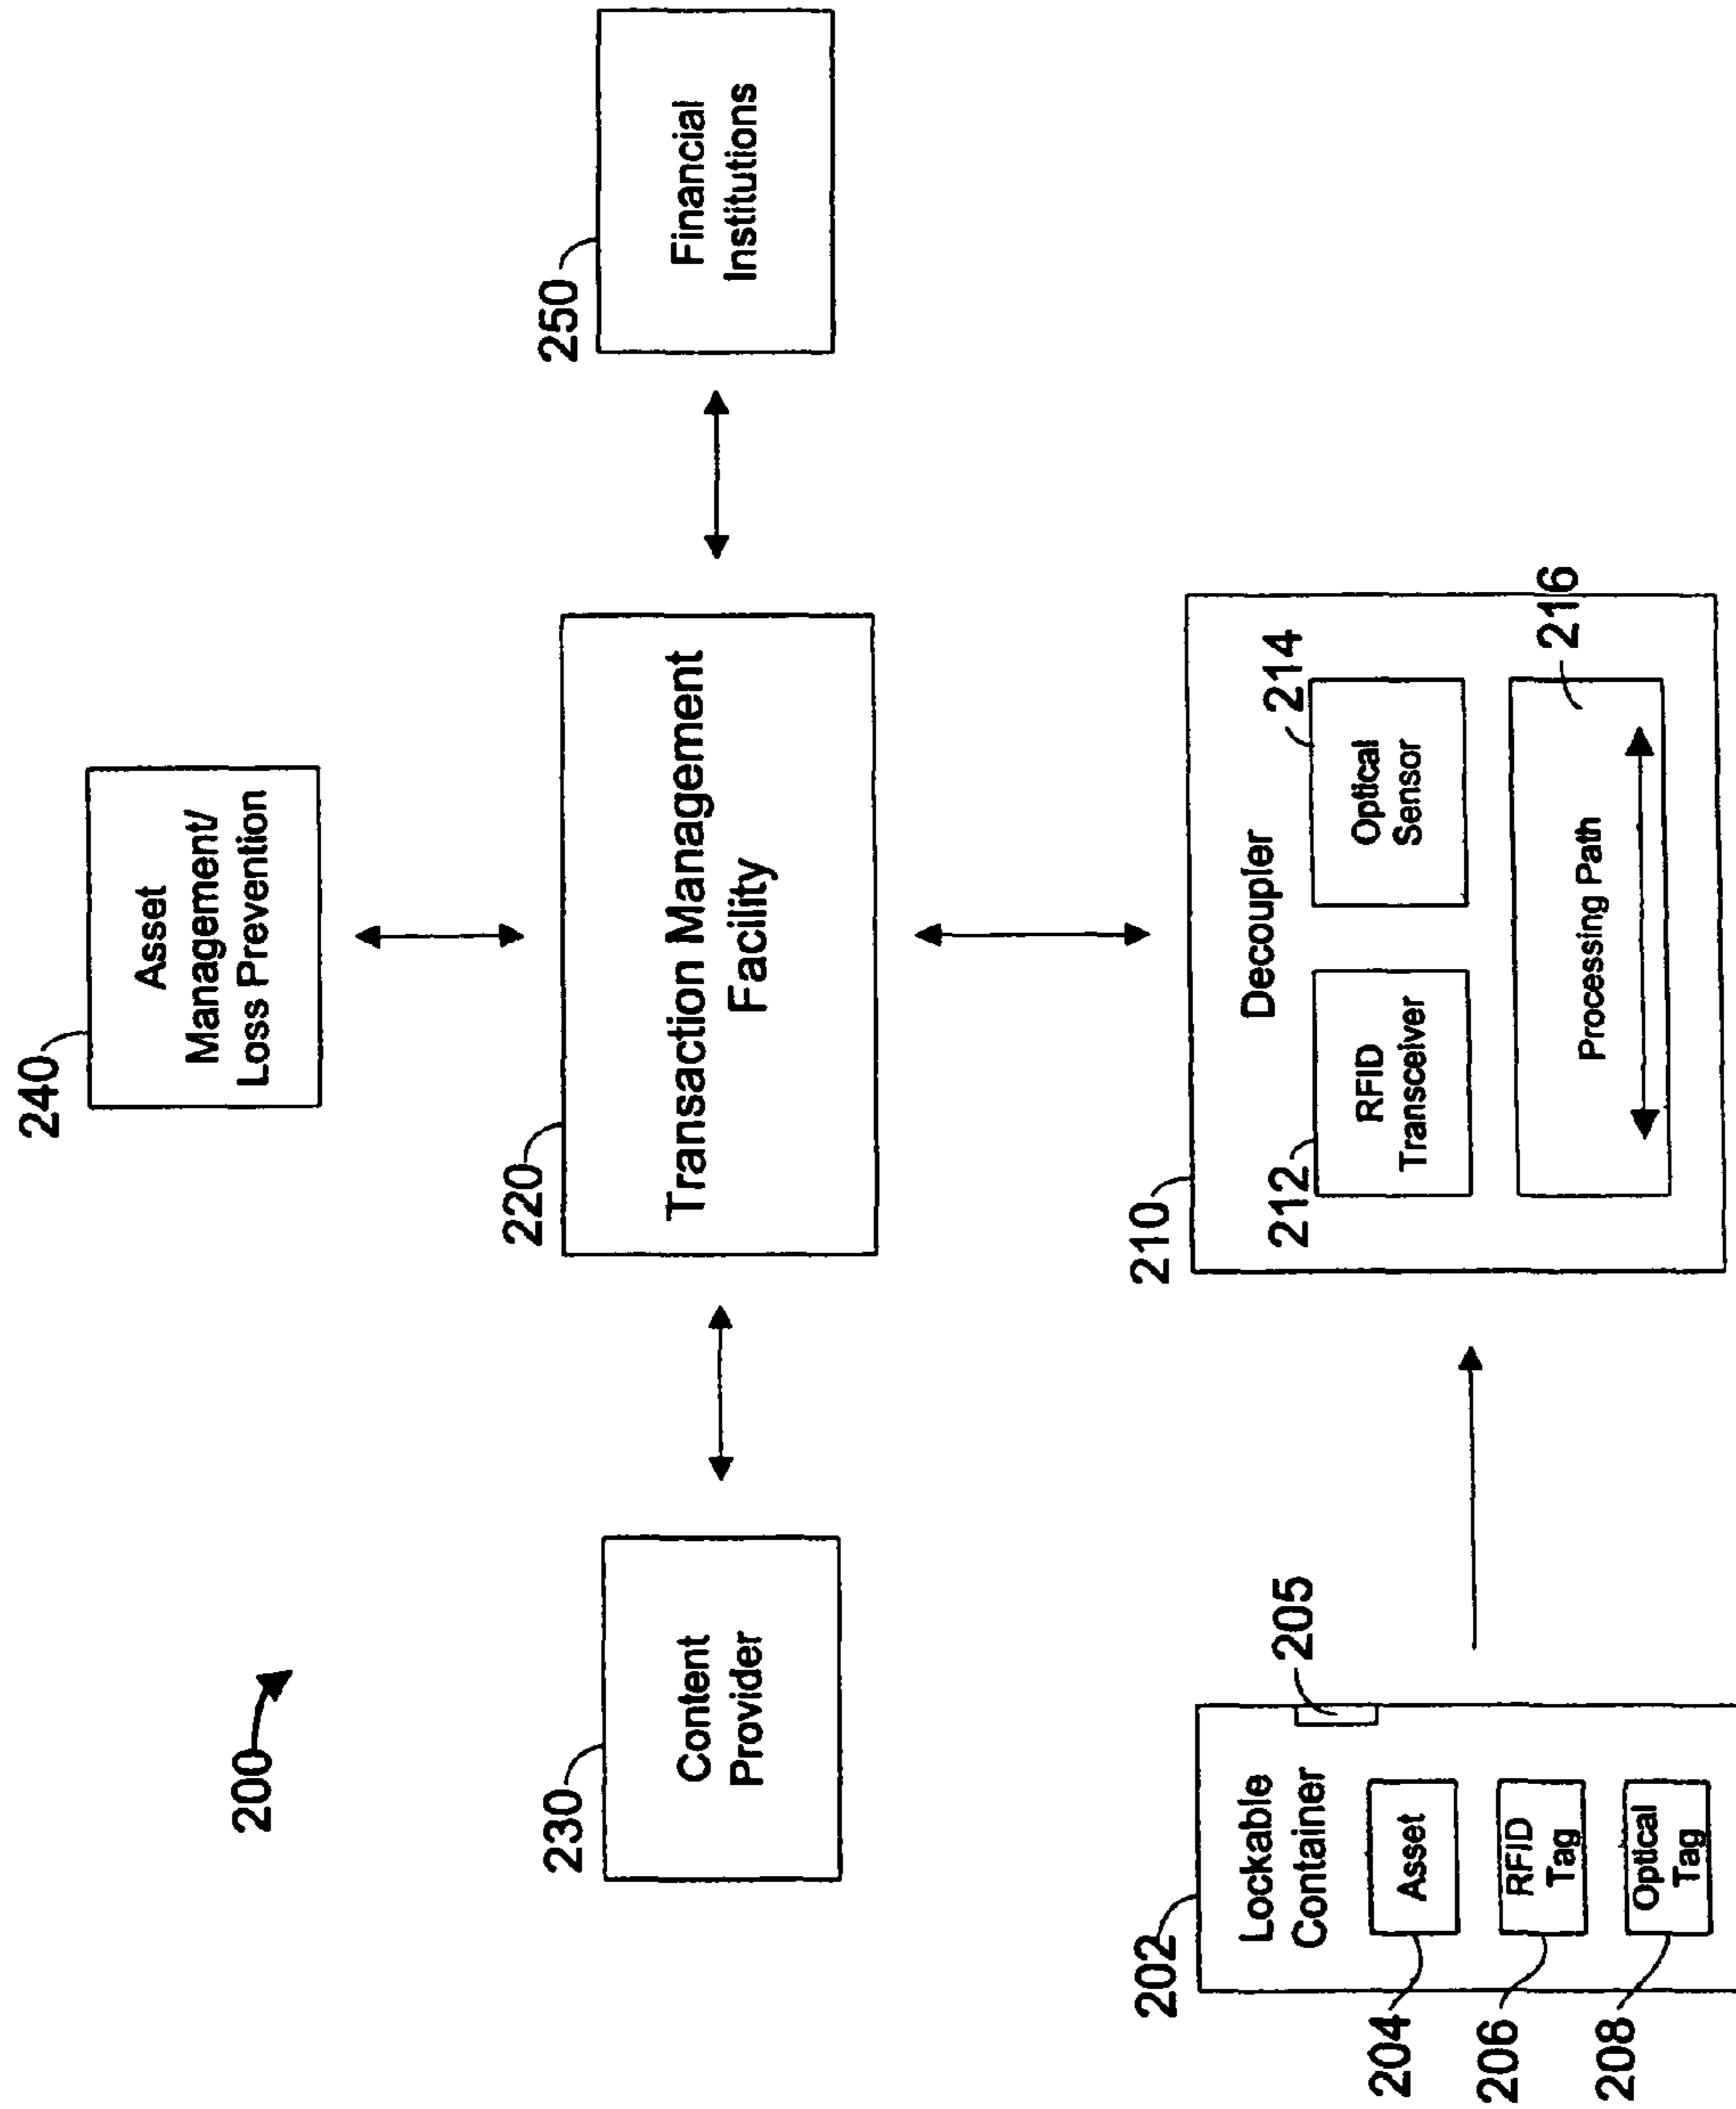 200
240
Asset
Management/
Loss Prevention
230
Content
Provider
220
Transaction Management
Facility
250
Financial
Institutions
202
Lockable
Container
205
204
Asset
206
RFID
Tag
208
Optical
Tag
210
Decoupler
212
RFID
Transceiver
214
Optical
Sensor
Processing Path
216